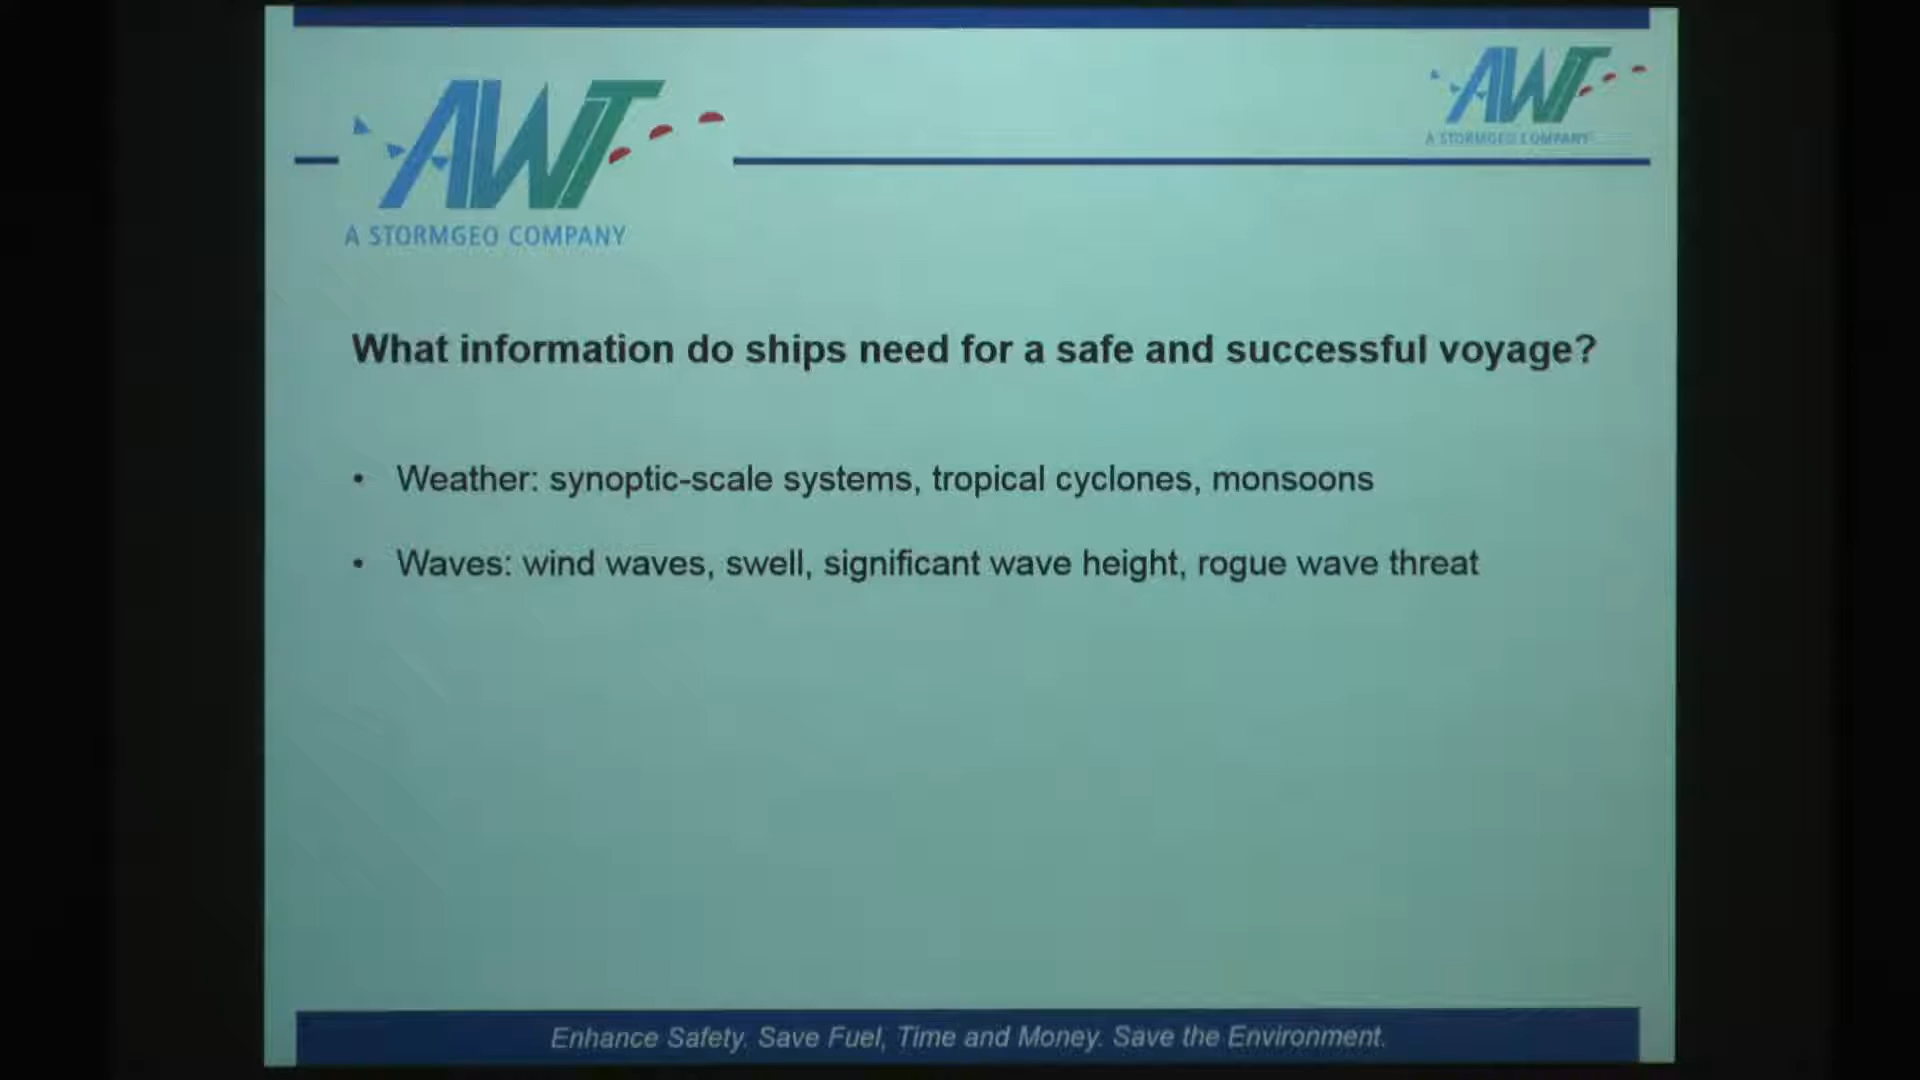 AWT
A STORMGEO COMPANY
AWT
A STORMGEO COMPANY
What information do ships need for a safe and successful voyage?
• Weather: synoptic-scale systems, tropical cyclones, monsoons
• Waves: wind waves, swell, significant wave height, rogue wave threat
Enhance Safety. Save Fuel, Time and Money. Save the Environment.